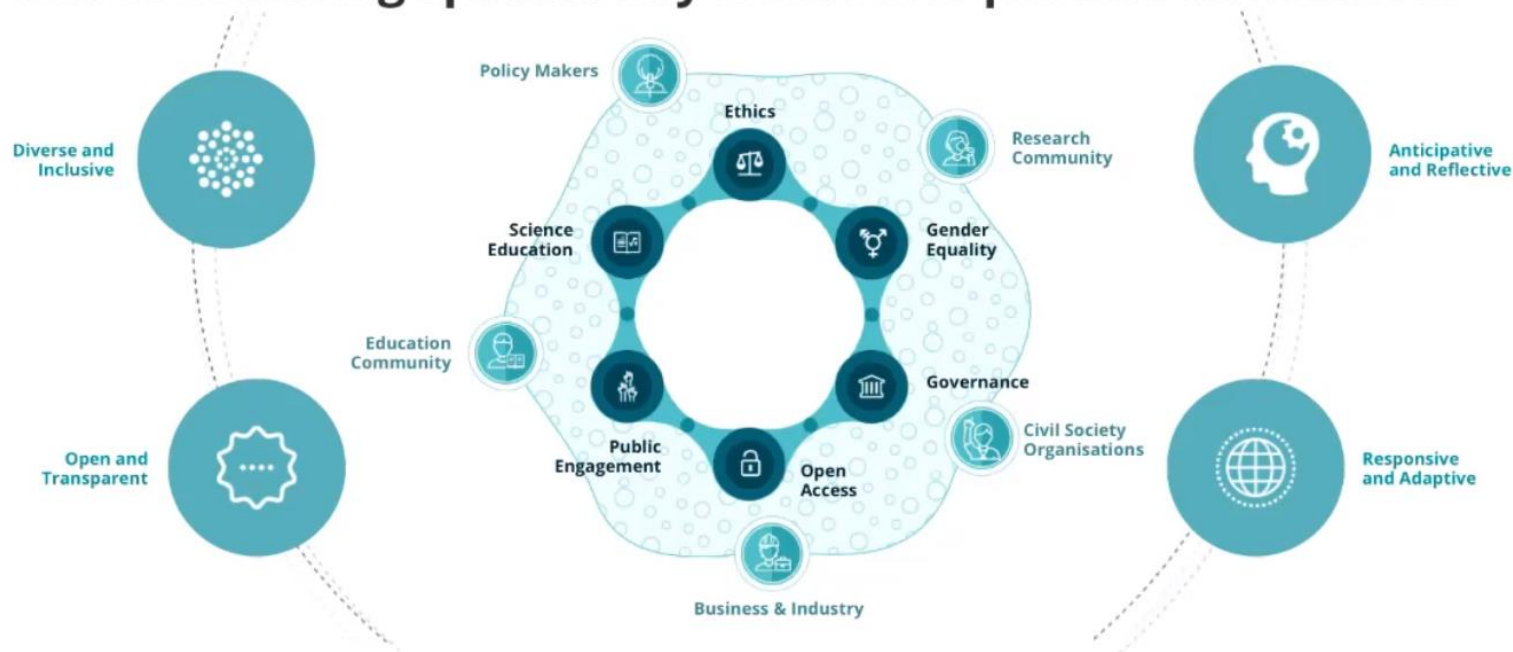 Policy Makers
Ethics
Research
Community
Diverse and
Inclusive
Anticipative
and Reflective
Science
Education
Gender
Equality
Education
Community
Governance
Civil Society
Organisations
Public
Engagement
Open
Access
Open and
Transparent
Responsive
and Adaptive
Business & Industry